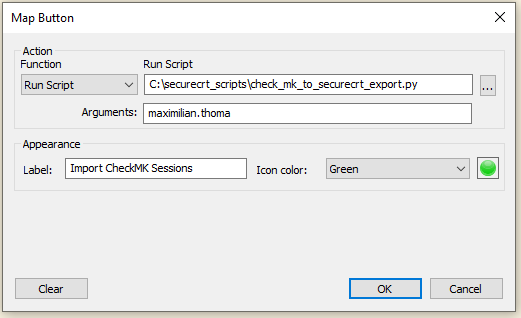 Map Button
Action
Function Run Script
Run Script C:\securecrt_scripts\check_mk_to_securecrt_export.py ...
Arguments: maximilian.thoma
Appearance
Label: Import CheckMK Sessions Icon color: Green
Clear OK Cancel